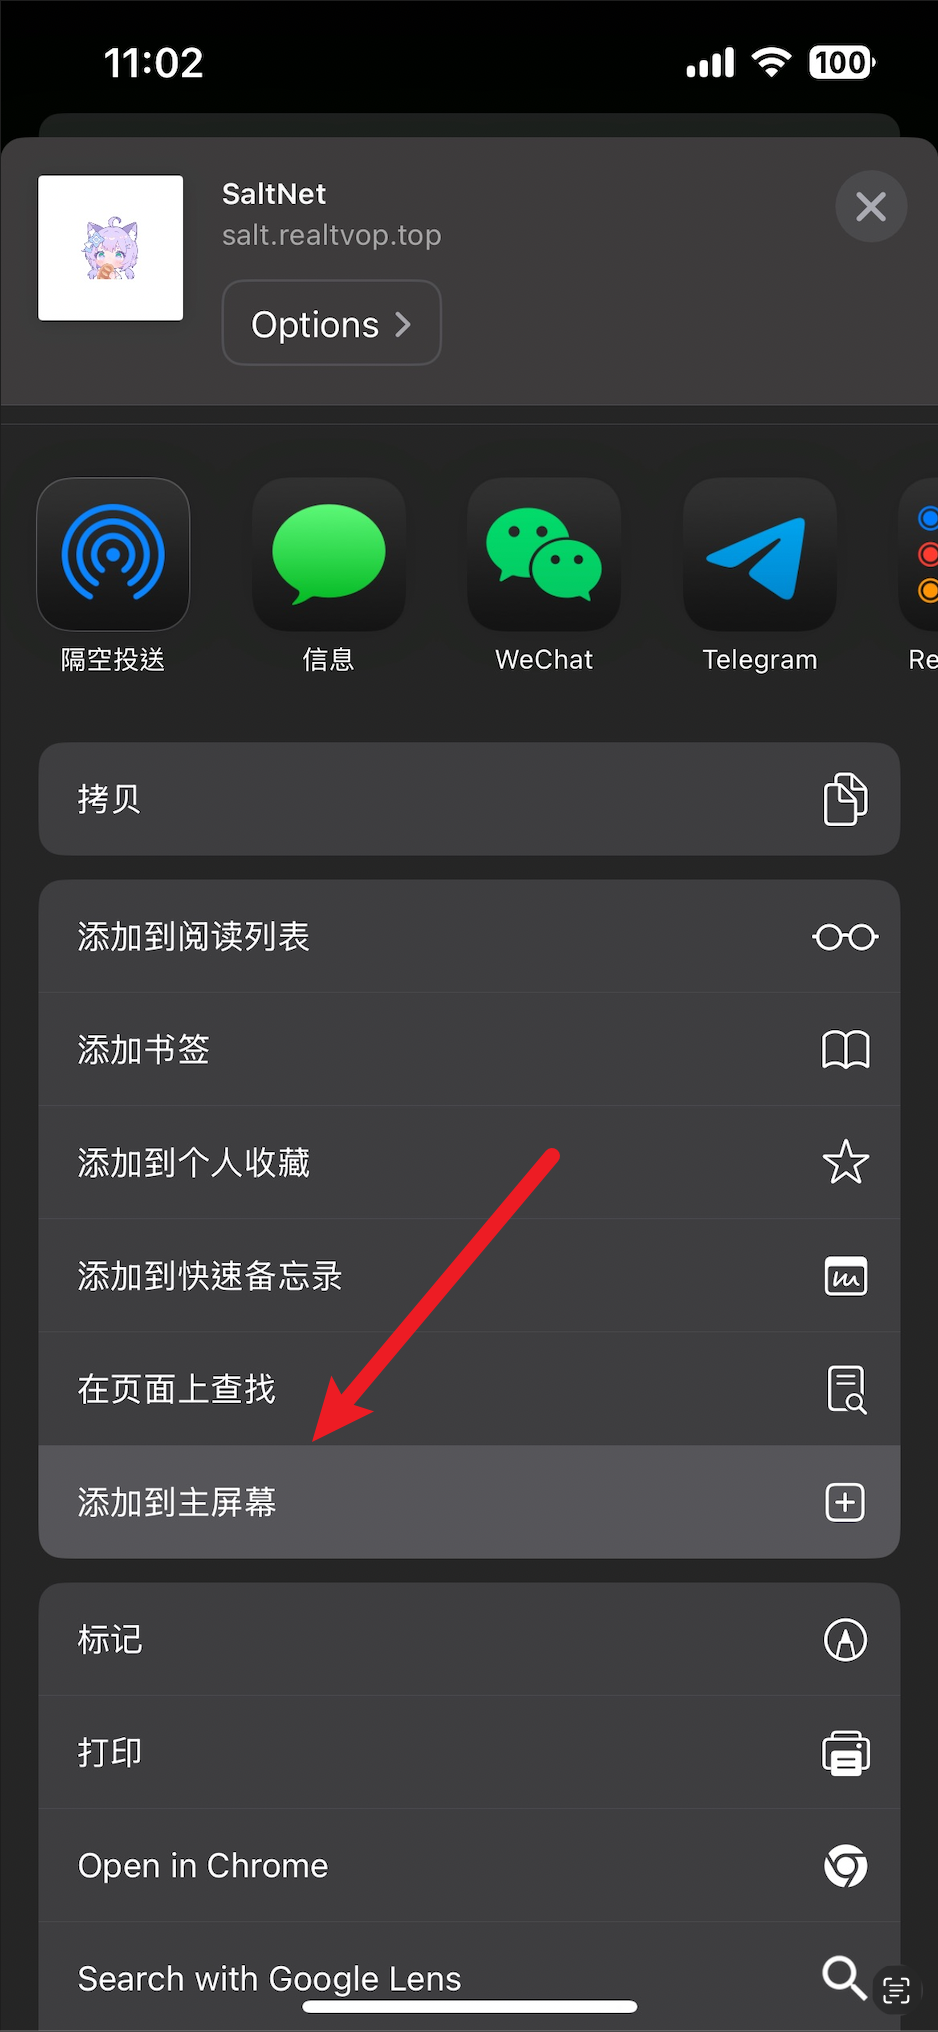 11:02
100
SaltNet
salt.realtvop.top
Options
隔空投送
信息
WeChat
Telegram
Re
拷贝
添加到阅读列表
添加书签
添加到个人收藏
添加到快速备忘录
在页面上查找
添加到主屏幕
标记
打印
Open in Chrome
Search with Google Lens